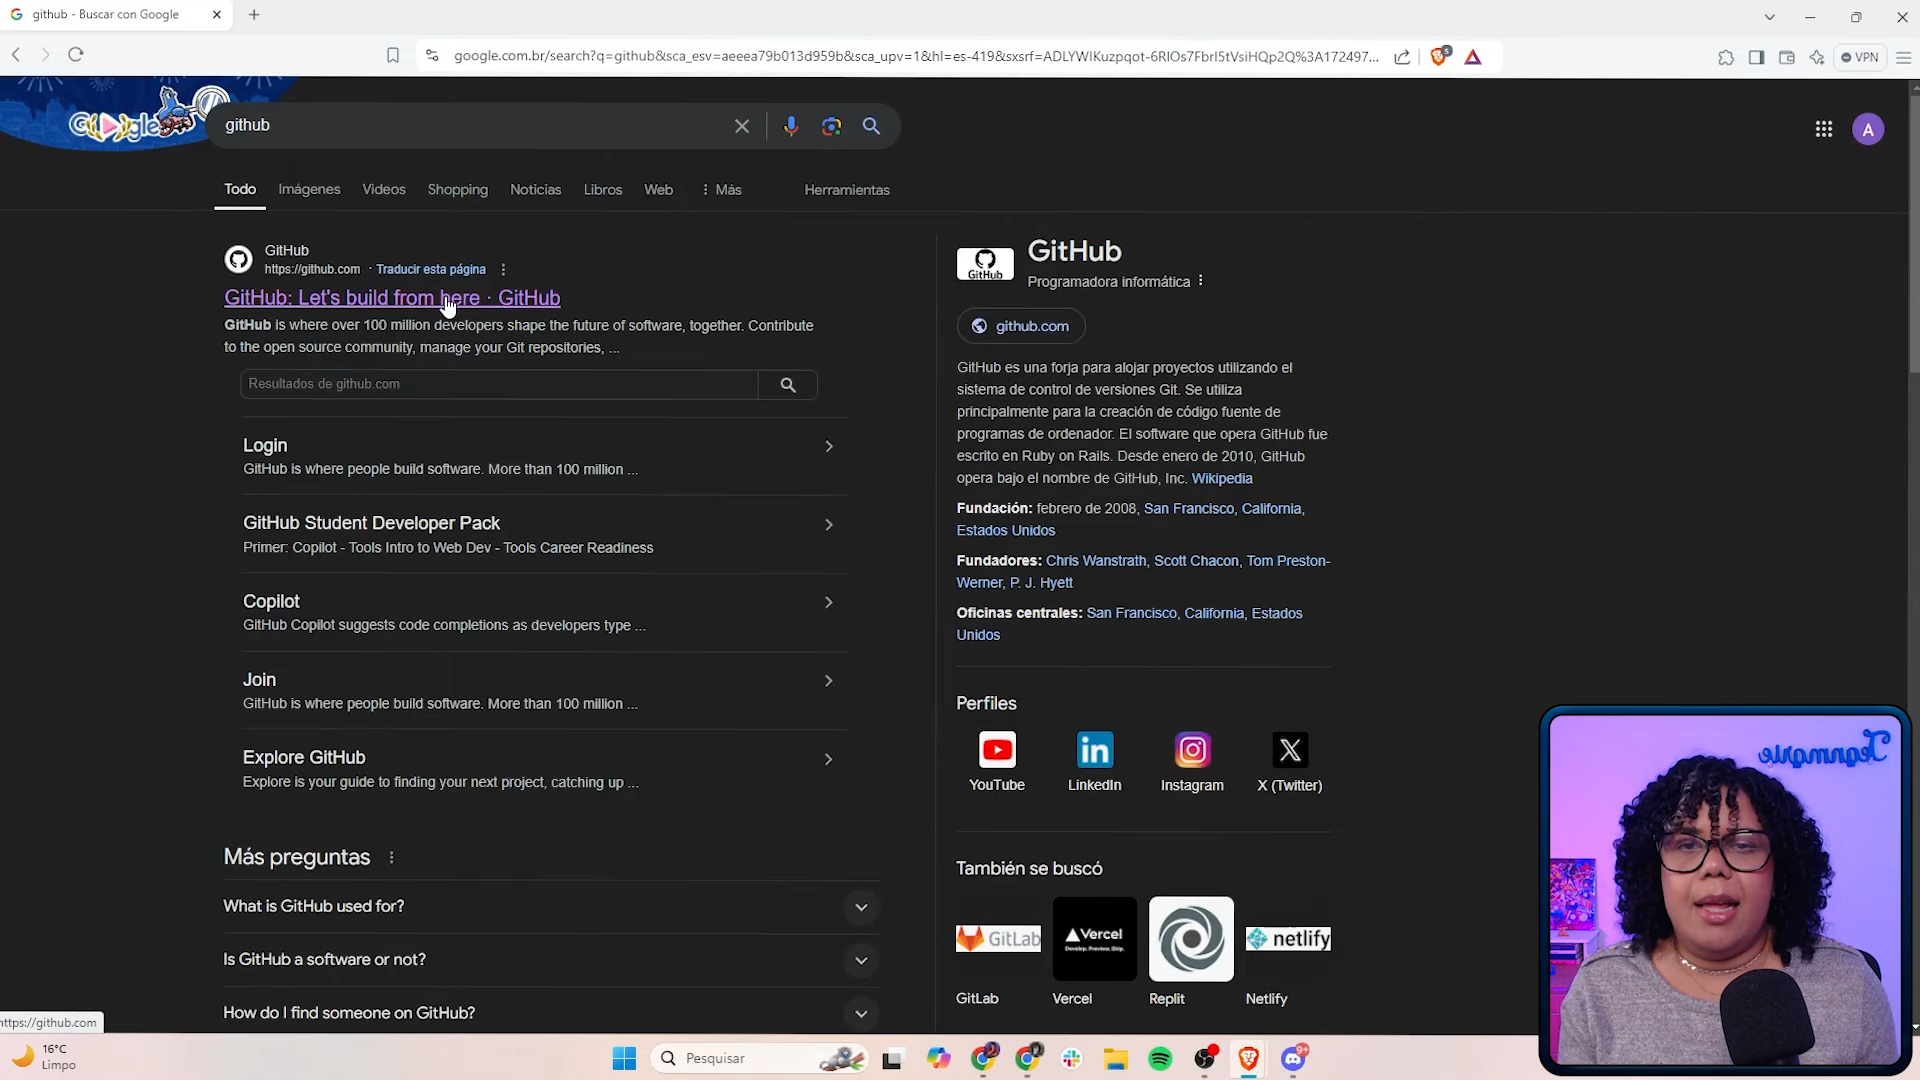 github - Buscar con Google
google.com.br/search?q=github&sca_esv=aeeea79b013d959b&sca_upv=1&hl=es-419&sxsrf=ADLYWIKuzpqot-6RlOs7FbrI5tVsiHQp2Q%3A172497...
5
VPN
Google
github
A
Todo
Imágenes
Videos
Shopping
Noticias
Libros
Web
Más
Herramientas
GitHub
https://github.com · Traducir esta página
GitHub: Let's build from here · GitHub
GitHub is where over 100 million developers shape the future of software, together. Contribute
to the open source community, manage your Git repositories, ...
Resultados de github.com
Login
GitHub is where people build software. More than 100 million ...
GitHub Student Developer Pack
Primer: Copilot - Tools Intro to Web Dev - Tools Career Readiness
Copilot
GitHub Copilot suggests code completions as developers type ...
Join
GitHub is where people build software. More than 100 million ...
Explore GitHub
Explore is your guide to finding your next project, catching up ...
Más preguntas
What is GitHub used for?
Is GitHub a software or not?
How do I find someone on GitHub?
GitHub
GitHub
Programadora informática
github.com
GitHub es una forja para alojar proyectos utilizando el
sistema de control de versiones Git. Se utiliza
principalmente para la creación de código fuente de
programas de ordenador. El software que opera GitHub fue
escrito en Ruby on Rails. Desde enero de 2010, GitHub
opera bajo el nombre de GitHub, Inc. Wikipedia
Fundación: febrero de 2008, San Francisco, California,
Estados Unidos
Fundadores: Chris Wanstrath, Scott Chacon, Tom Preston-
Werner, P. J. Hyett
Oficinas centrales: San Francisco, California, Estados
Unidos
Perfiles
YouTube
LinkedIn
Instagram
X (Twitter)
También se buscó
GitLab
Vercel
Develop. Preview. Ship.
netlify
GitLab
Vercel
Replit
Netlify
Jeanmarie
https://github.com
16°C
Limpo
Pesquisar
9+